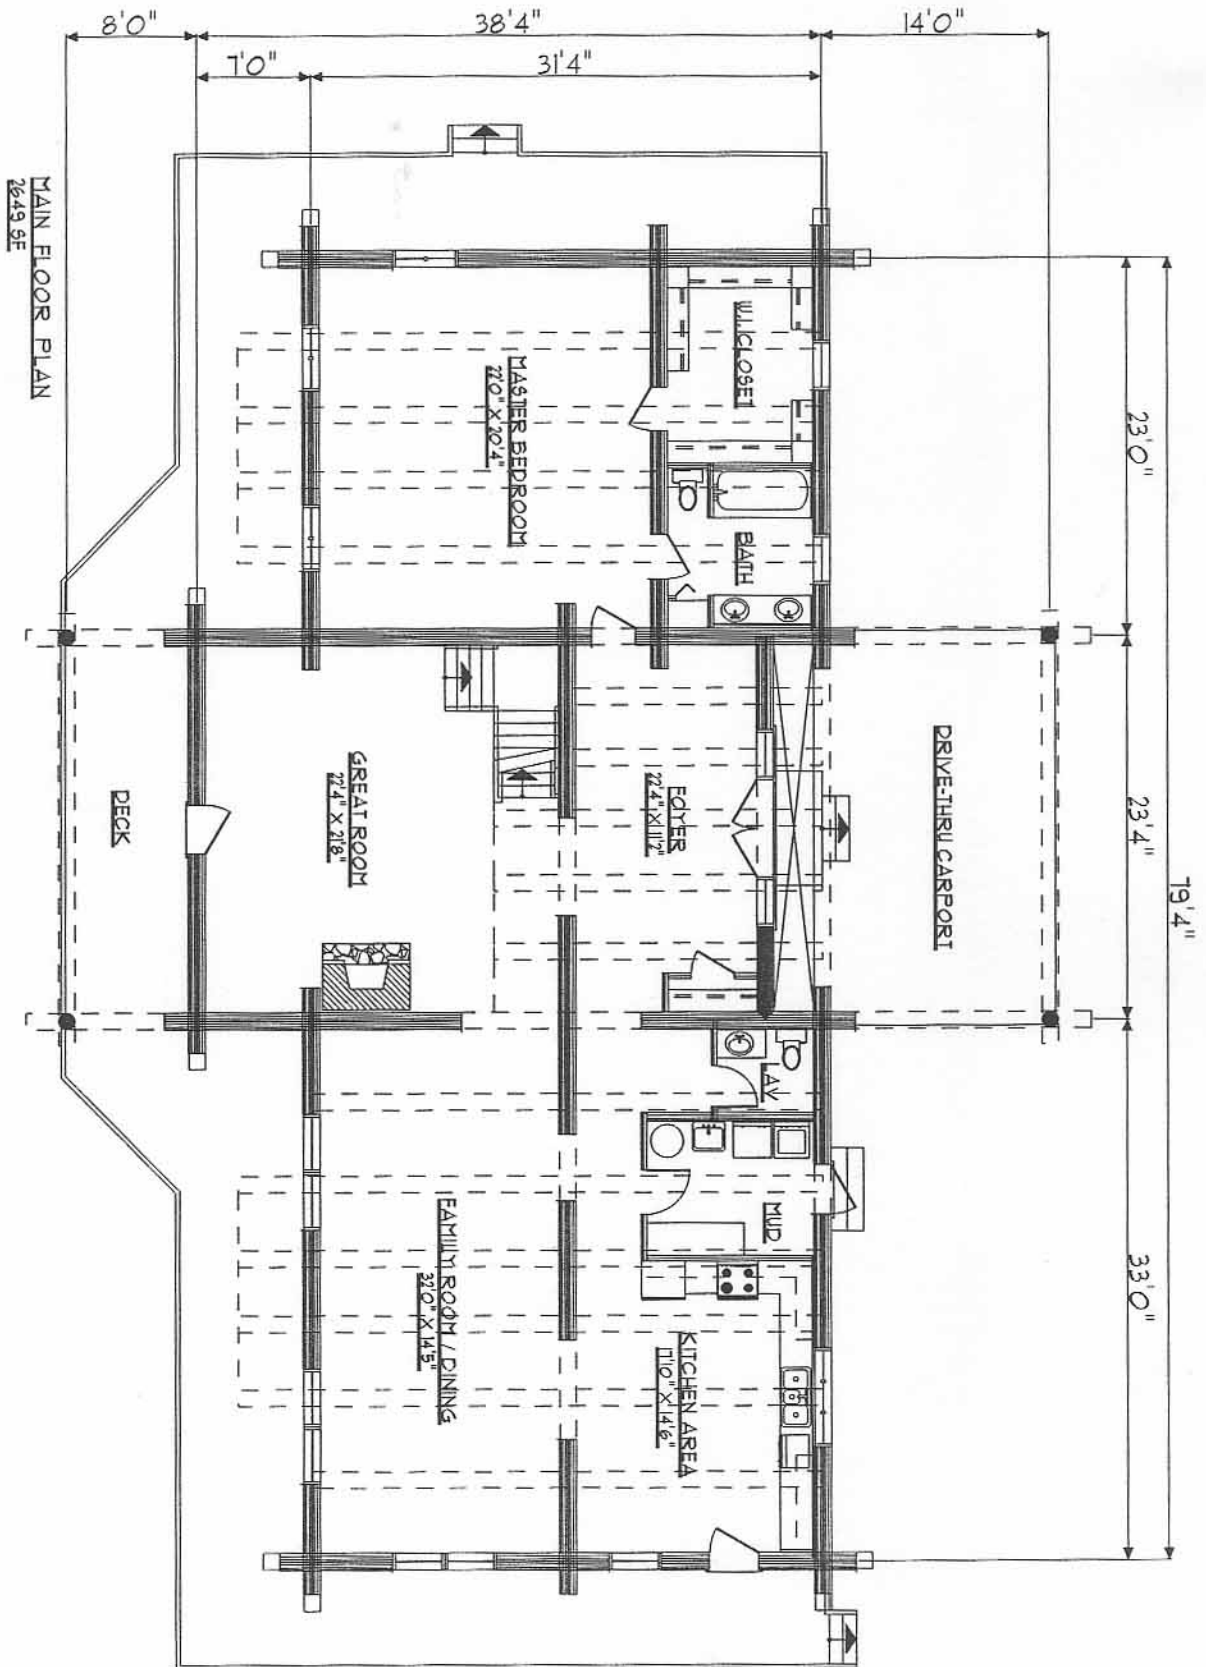 8'0"
38'4"
14'0"
7'0"
31'4"
MAIN FLOOR PLAN
2649 SF
W.I. CLOSET
MASTER BEDROOM
22'0" X 20'4"
BATH
23'0"
DRIVE-THRU CARPORT
23'4"
79'4"
FOYER
22'4" X 11'2"
GREAT ROOM
22'4" X 21'8"
DECK
LAV
MUD
33'0"
FAMILY ROOM / DINING
32'0" X 14'5"
KITCHEN AREA
17'10" X 14'6"